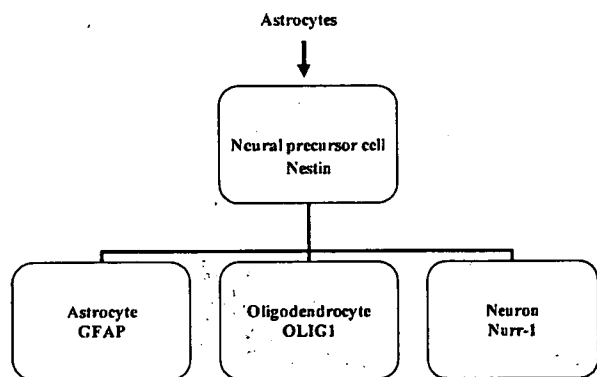 Astrocytes
Neural precursor cell
Nestin
Astrocyte
GFAP
Oligodendrocyte
OLIG1
Neuron
Nurr-1